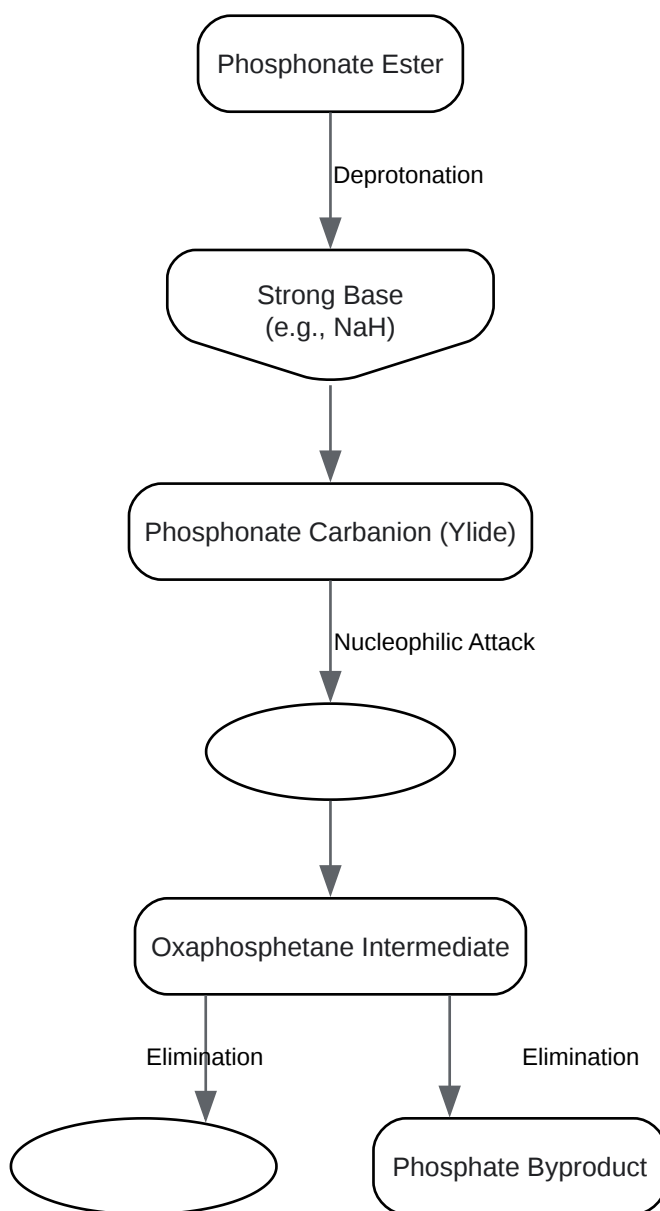 Phosphonate Ester
Deprotonation
Strong Base
(e.g., NaH)
Phosphonate Carbanion (Ylide)
Nucleophilic Attack
Oxaphosphetane Intermediate
Elimination
Elimination
Phosphate Byproduct